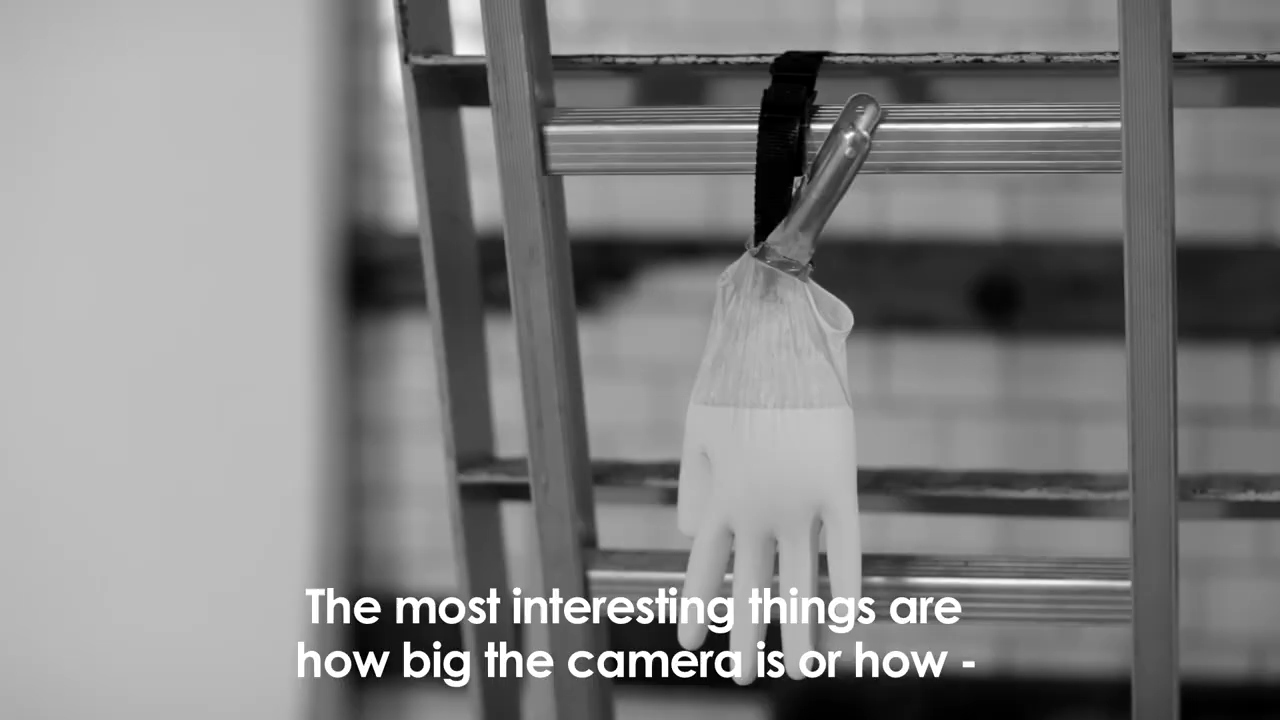 The most interesting things are
how big the camera is or how -